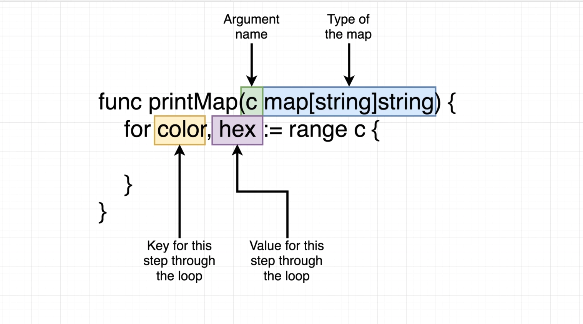 Argument
name
Type of
the map
func printMap(c map[string]string) {
for color, hex := range c {
}
}
Key for this
step through
the loop
Value for this
step through
the loop